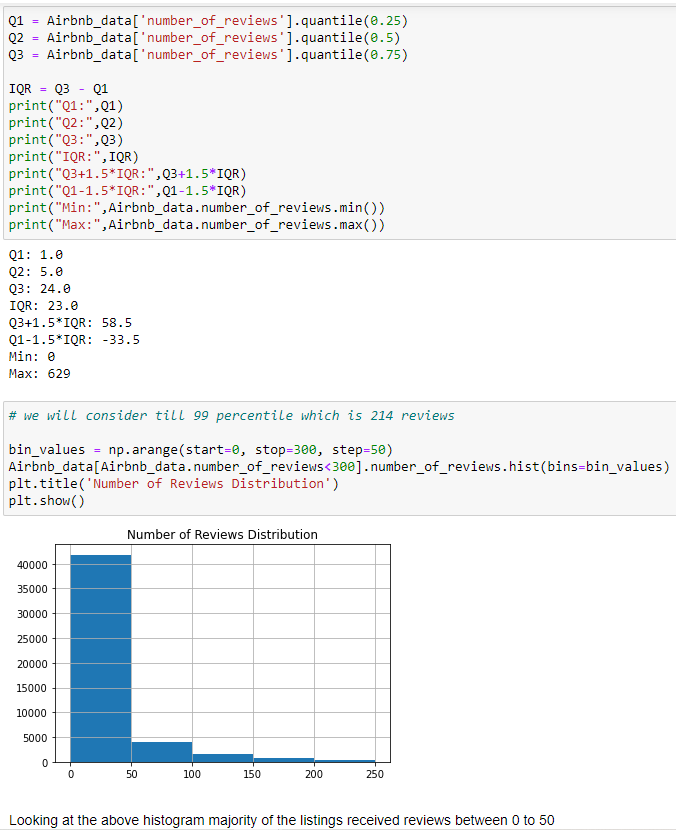 Q1 = Airbnb_data['number_of_reviews'].quantile(0.25)
Q2 = Airbnb_data['number_of_reviews'].quantile(0.5)
Q3 = Airbnb_data['number_of_reviews'].quantile(0.75)
IQR = Q3 - Q1
print("Q1:",Q1)
print("Q2:",Q2)
print("Q3:",Q3)
print("IQR:",IQR)
print("Q3+1.5*IQR:",Q3+1.5*IQR)
print("Q1-1.5*IQR:",Q1-1.5*IQR)
print("Min:",Airbnb_data.number_of_reviews.min())
print("Max:",Airbnb_data.number_of_reviews.max())
Q1: 1.0
Q2: 5.0
Q3: 24.0
IQR: 23.0
Q3+1.5*IQR: 58.5
Q1-1.5*IQR: -33.5
Min: 0
Max: 629
# we will consider till 99 percentile which is 214 reviews
bin_values = np.arange(start=0, stop=300, step=50)
Airbnb_data[Airbnb_data.number_of_reviews<300].number_of_reviews.hist(bins=bin_values)
plt.title('Number of Reviews Distribution')
plt.show()
Number of Reviews Distribution
40000
35000
30000
25000
20000
15000
10000
5000
0
0 50 100 150 200 250
Looking at the above histogram majority of the listings received reviews between 0 to 50